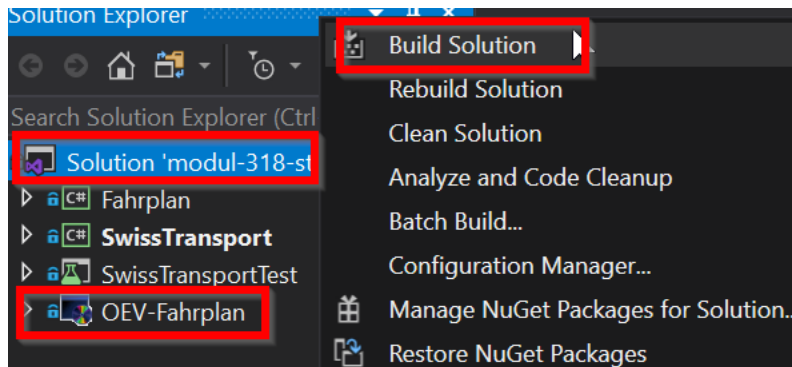 Solution Explorer
Search Solution Explorer (Ctrl
Solution 'modul-318-st
C# Fahrplan
C# SwissTransport
SwissTransportTest
OEV-Fahrplan
Build Solution
Rebuild Solution
Clean Solution
Analyze and Code Cleanup
Batch Build...
Configuration Manager...
Manage NuGet Packages for Solution..
Restore NuGet Packages